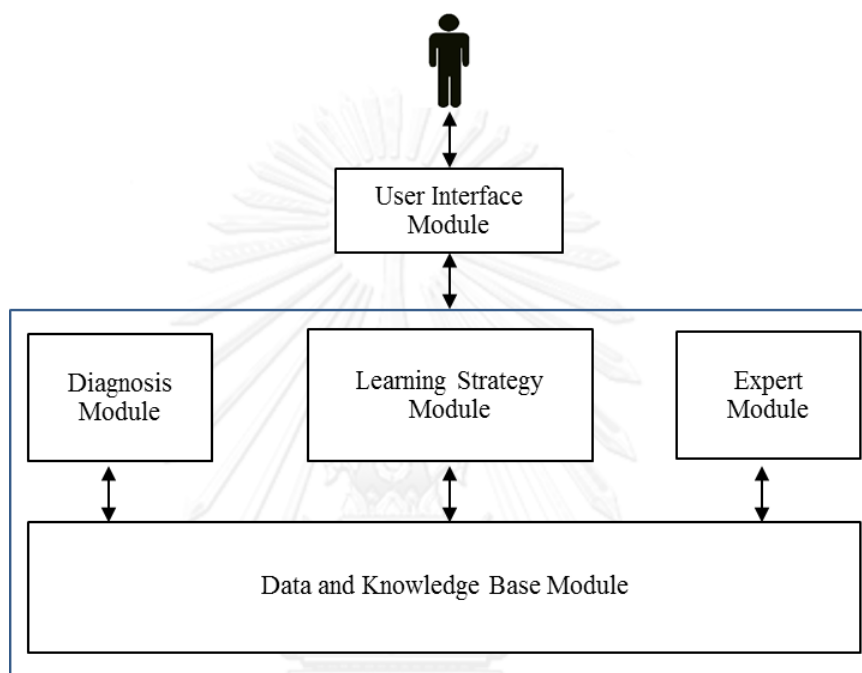 User Interface
Module
Diagnosis
Module
Learning Strategy
Module
Expert
Module
Data and Knowledge Base Module